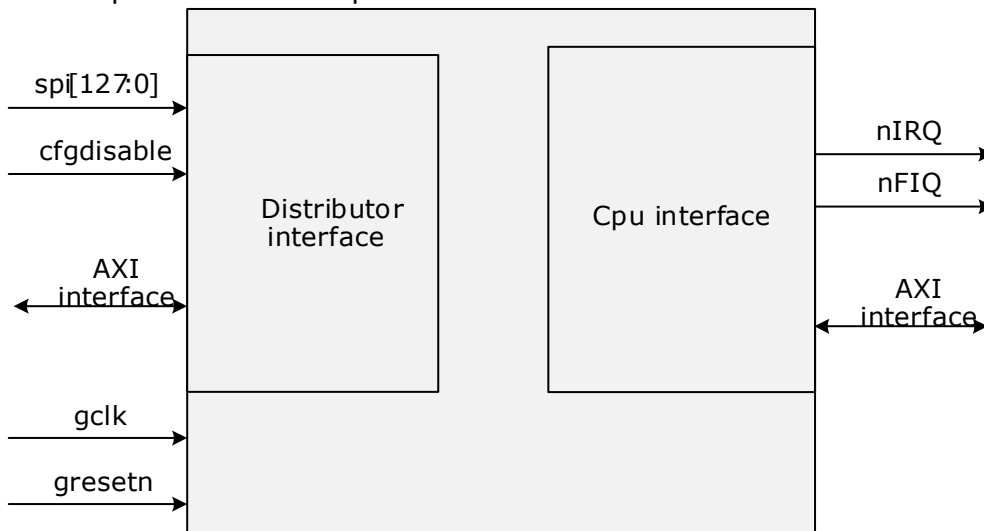 spi[127:0]
cfgdisable
AXI
interface
gclk
gresetn
Distributor
interface
Cpu interface
nIRQ
nFIQ
AXI
interface